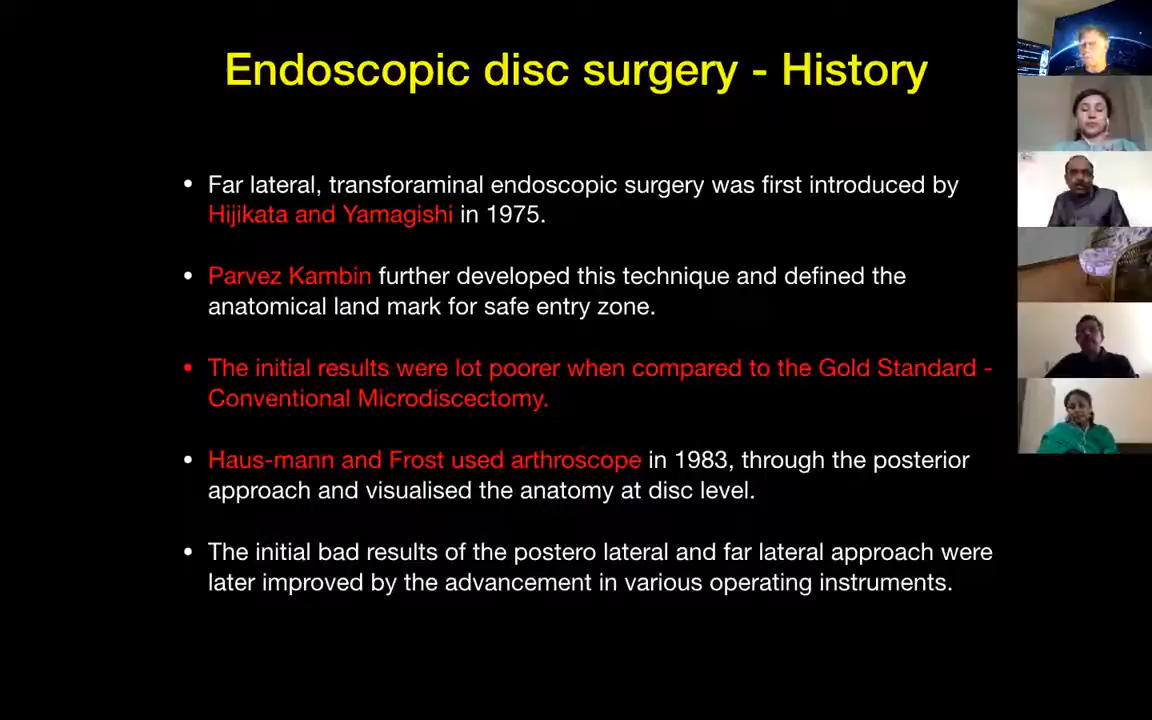 Endoscopic disc surgery - History
• Far lateral, transforaminal endoscopic surgery was first introduced by
Hijikata and Yamagishi in 1975.
• Parvez Kambin further developed this technique and defined the
anatomical land mark for safe entry zone.
• The initial results were lot poorer when compared to the Gold Standard -
Conventional Microdiscectomy.
• Haus-mann and Frost used arthroscope in 1983, through the posterior
approach and visualised the anatomy at disc level.
• The initial bad results of the postero lateral and far lateral approach were
later improved by the advancement in various operating instruments.